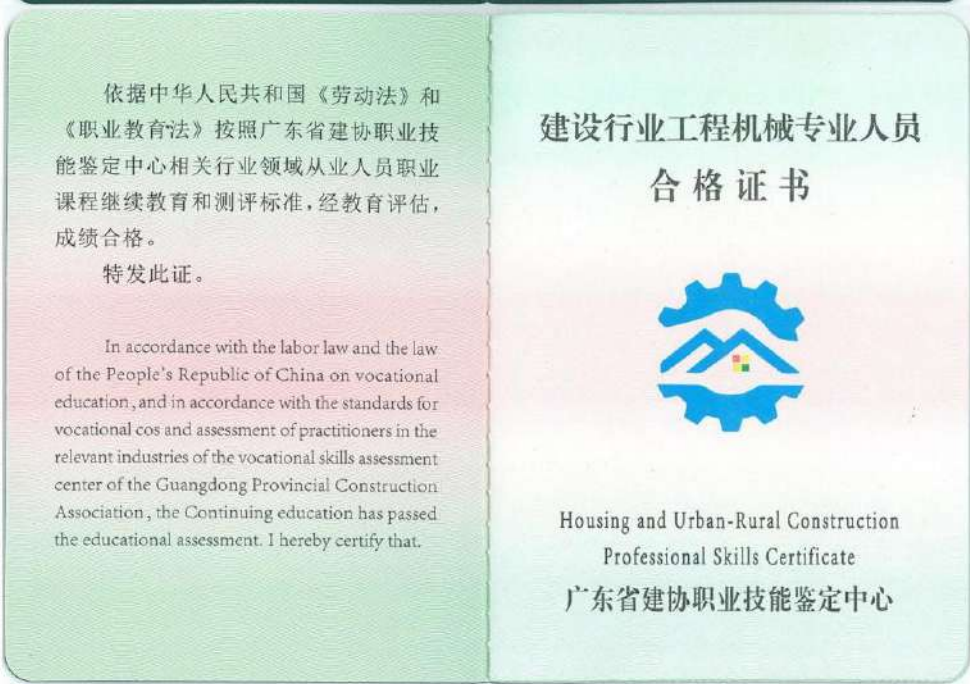 依据中华人民共和国《劳动法》和
《职业教育法》按照广东省建协职业技
能鉴定中心相关行业领域从业人员职业
课程继续教育和测评标准，经教育评估，
成绩合格。
特发此证。
In accordance with the labor law and the law
of the People's Republic of China on vocational
education, and in accordance with the standards for
vocational cos and assessment of practitioners in the
relevant industries of the vocational skills assessment
center of the Guangdong Provincial Construction
Association, the Continuing education has passed
the educational assessment. I hereby certify that.
建设行业工程机械专业人员
合格证书
Housing and Urban-Rural Construction
Professional Skills Certificate
广东省建协职业技能鉴定中心